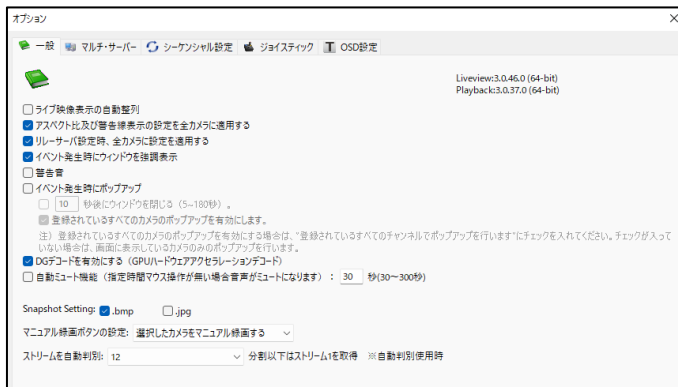 オプション
一般 マルチ・サーバー シーケンシャル設定 ジョイスティック OSD設定
Liveview:3.0.46.0 (64-bit)
Playback:3.0.37.0 (64-bit)
ライブ映像表示の自動整列
アスペクト比及び警告線表示の設定を全カメラに適用する
リレーサーバ設定時、全カメラに設定を適用する
イベント発生時にウィンドウを強調表示
警告音
イベント発生時にポップアップ
10 秒後にウィンドウを閉じる（5~180秒）。
登録されているすべてのカメラのポップアップを有効にします。
注）登録されているすべてのカメラのポップアップを有効にする場合は、"登録されているすべてのチャンネルでポップアップを行います"にチェックを入れてください。チェックが入って
いない場合は、画面に表示しているカメラのみのポップアップを行います。
DGデコードを有効にする（GPUハードウェアアクセラレーションデコード）
自動ミュート機能（指定時間マウス操作が無い場合音声がミュートになります）： 30 秒(30～300秒)
Snapshot Setting: .bmp .jpg
マニュアル録画ボタンの設定: 選択したカメラをマニュアル録画する
ストリームを自動判別: 12 分割以下はストリーム1を取得 ※自動判別使用時